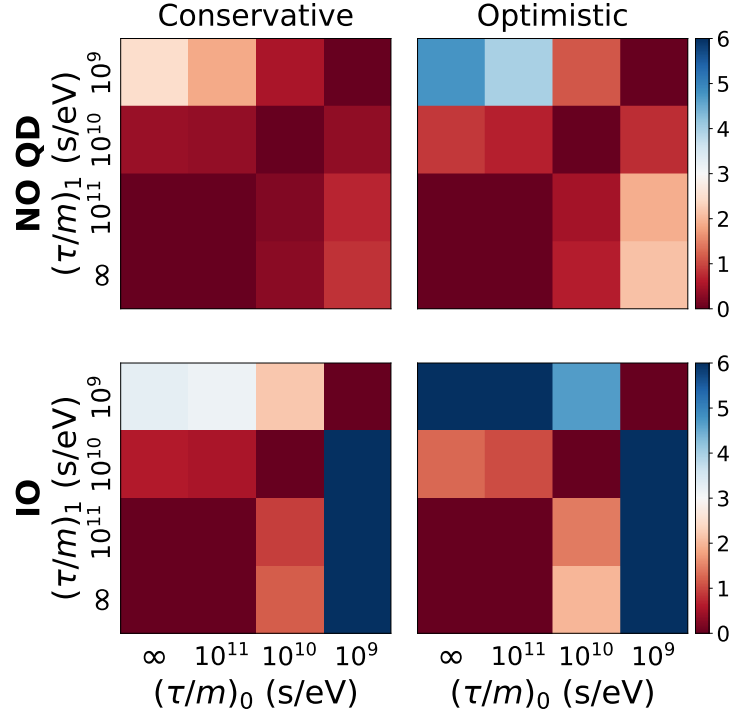 Conservative
Optimistic
NO QD
(τ/m)₁ (s/eV)
10⁹
10¹⁰
10¹¹
∞
6
5
4
3
2
1
0
IO
(τ/m)₁ (s/eV)
10⁹
10¹⁰
10¹¹
∞
6
5
4
3
2
1
0
∞ 10¹¹ 10¹⁰ 10⁹
∞ 10¹¹ 10¹⁰ 10⁹
(τ/m)₀ (s/eV)
(τ/m)₀ (s/eV)